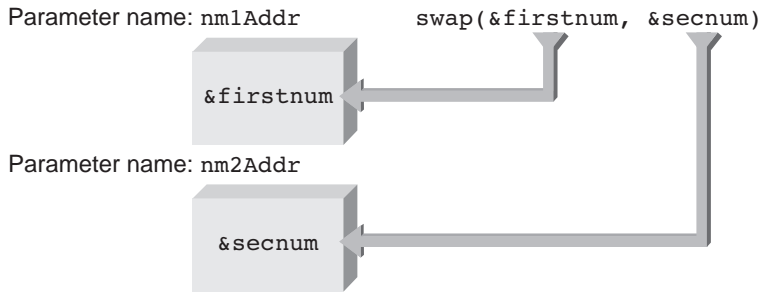 Parameter name: nm1Addr
swap(&firstnum, &secnum)
&firstnum
Parameter name: nm2Addr
&secnum